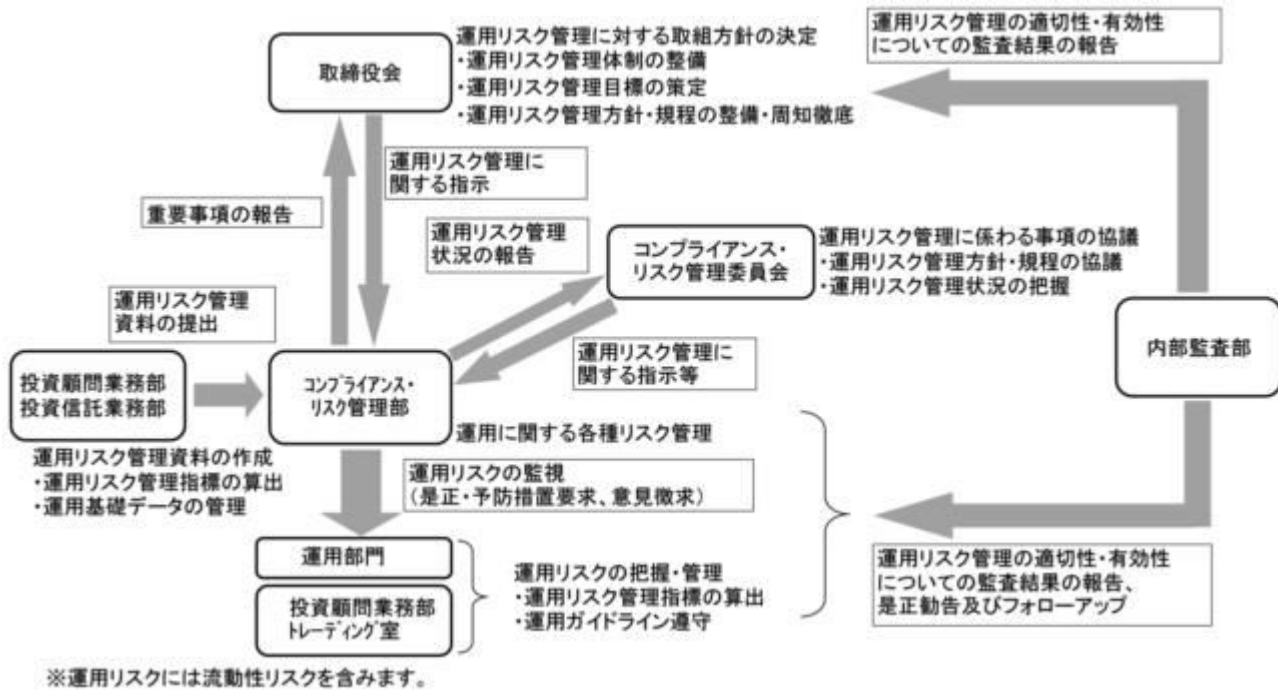 取締役会
運用リスク管理に対する取組方針の決定
・運用リスク管理体制の整備
・運用リスク管理目標の策定
・運用リスク管理方針・規程の整備・周知徹底
運用リスク管理の適切性・有効性
についての監査結果の報告
重要事項の報告
運用リスク管理に
関する指示
運用リスク管理
状況の報告
コンプライアンス・
リスク管理委員会
運用リスク管理に係わる事項の協議
・運用リスク管理方針・規程の協議
・運用リスク管理状況の把握
内部監査部
運用リスク管理
資料の提出
運用リスク管理に
関する指示等
投資顧問業務部
投資信託業務部
コンプライアンス・
リスク管理部
運用リスク管理資料の作成
・運用リスク管理指標の算出
・運用基礎データの管理
運用に関する各種リスク管理
運用リスクの監視
（是正・予防措置要求、意見徴求）
運用部門
投資顧問業務部
トレーディング室
運用リスクの把握・管理
・運用リスク管理指標の算出
・運用ガイドライン遵守
運用リスク管理の適切性・有効性
についての監査結果の報告、
是正勧告及びフォローアップ
※運用リスクには流動性リスクを含みます。